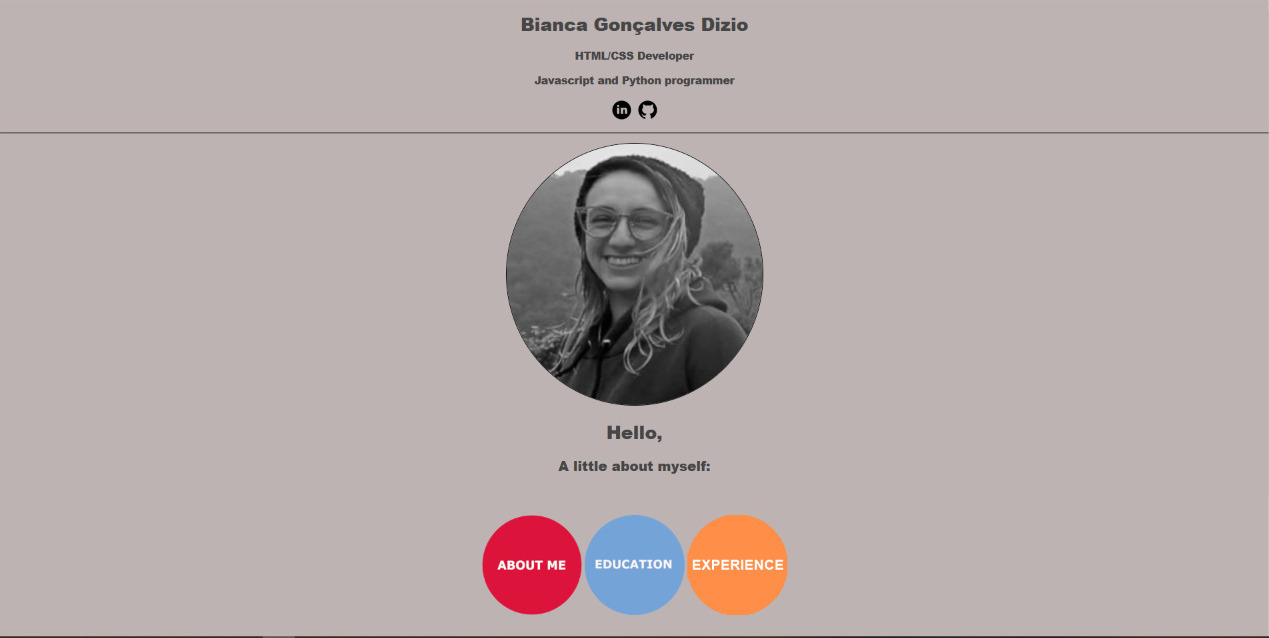 Bianca Gonçalves Dizio
HTML/CSS Developer
Javascript and Python programmer
in
Hello,
A little about myself:
ABOUT ME
EDUCATION
EXPERIENCE